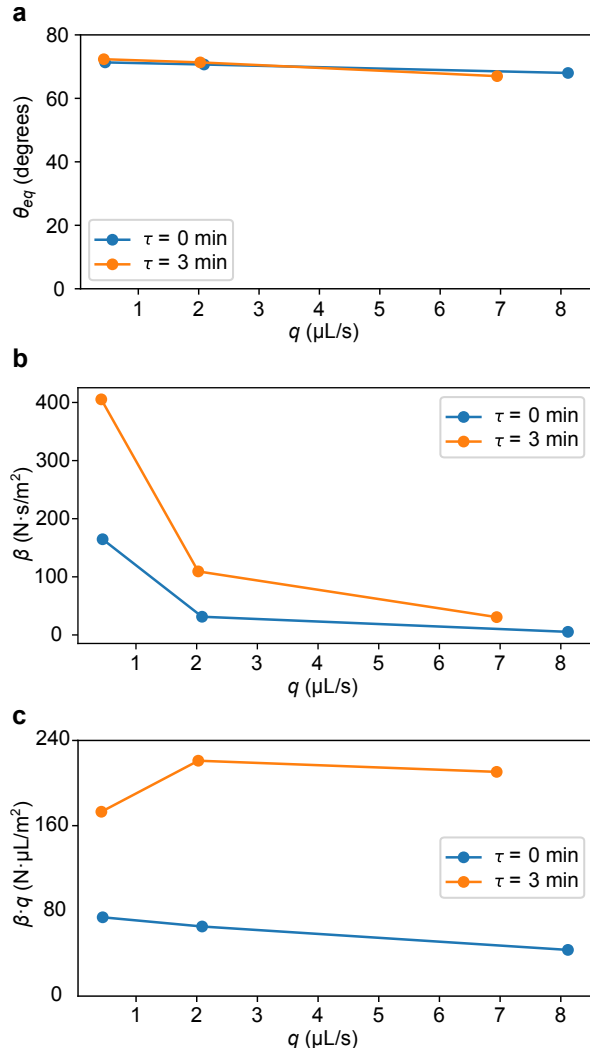 a
80
60
40
20
0
θeq (degrees)
τ = 0 min
τ = 3 min
1 2 3 4 5 6 7 8
q (µL/s)
b
400
300
200
100
0
β (N·s/m²)
τ = 0 min
τ = 3 min
1 2 3 4 5 6 7 8
q (µL/s)
c
240
160
80
0
β·q (N·µL/m²)
τ = 0 min
τ = 3 min
1 2 3 4 5 6 7 8
q (µL/s)